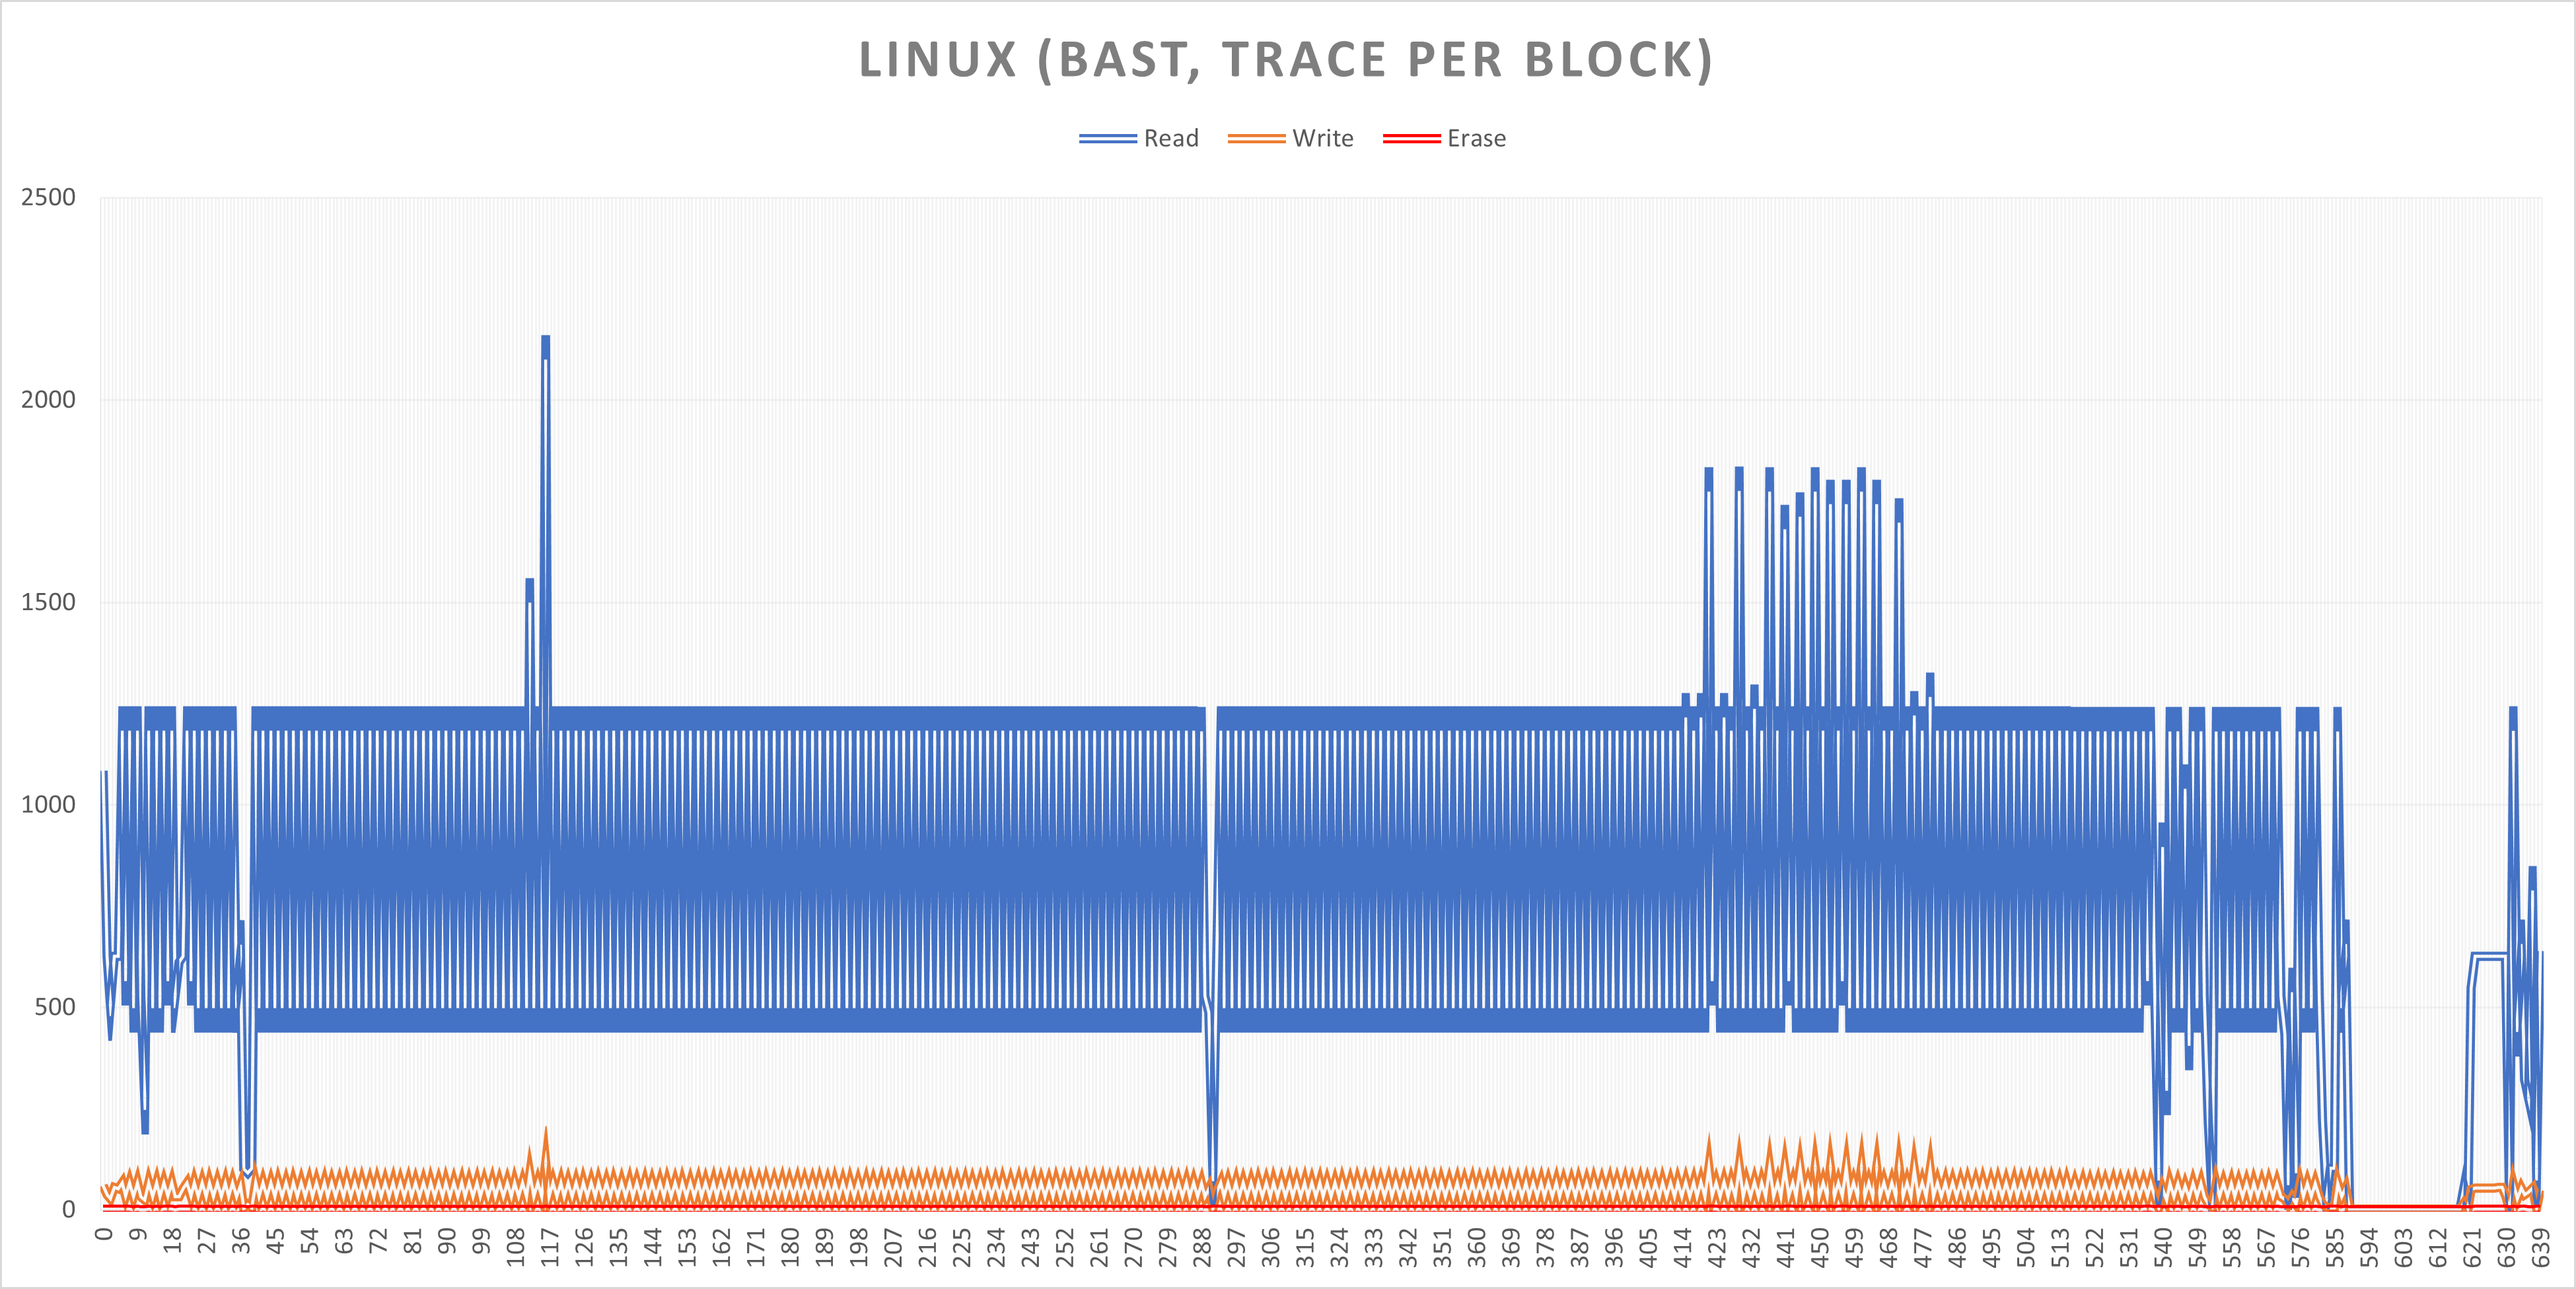 LINUX (BAST, TRACE PER BLOCK)
Read Write Erase
2500
2000
1500
1000
500
0
0 9 18 27 36 45 54 63 72 81 90 99 108 117 126 135 144 153 162 171 180 189 198 207 216 225 234 243 252 261 270 279 288 297 306 315 324 333 342 351 360 369 378 387 396 405 414 423 432 441 450 459 468 477 486 495 504 513 522 531 540 549 558 567 576 585 594 603 612 621 630 639